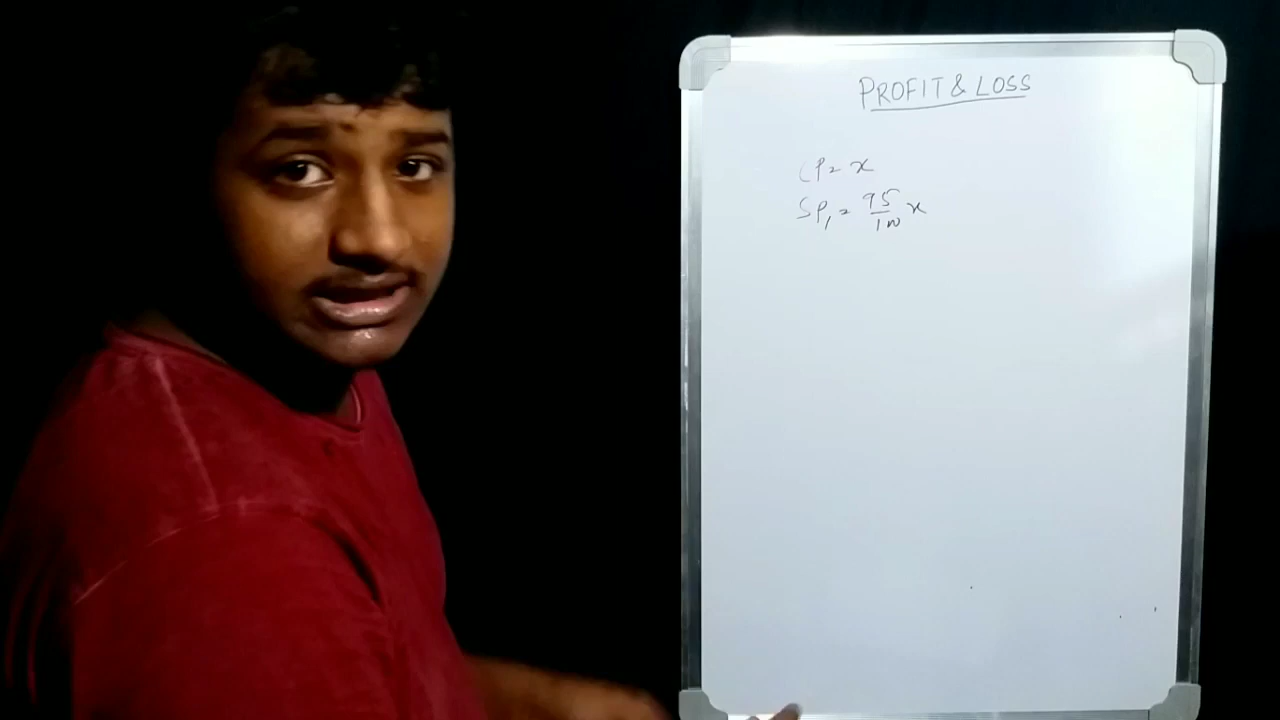 PROFIT & LOSS
CP = x
SP₁ = 95/100 x